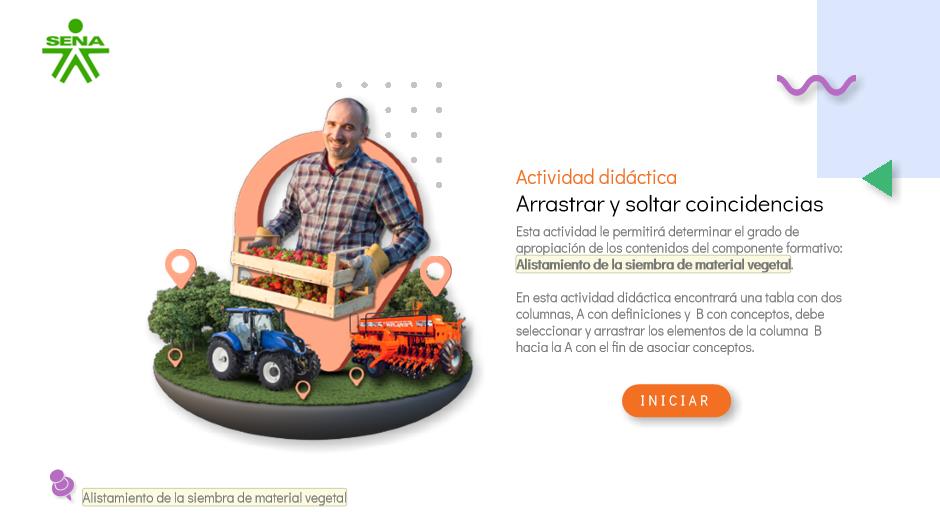 SENA
Actividad didáctica
Arrastrar y soltar coincidencias
Esta actividad le permitirá determinar el grado de
apropiación de los contenidos del componente formativo:
Alistamiento de la siembra de material vegetal.
En esta actividad didáctica encontrará una tabla con dos
columnas, A con definiciones y B con conceptos, debe
seleccionar y arrastrar los elementos de la columna B
hacia la A con el fin de asociar conceptos.
INICIAR
Alistamiento de la siembra de material vegetal